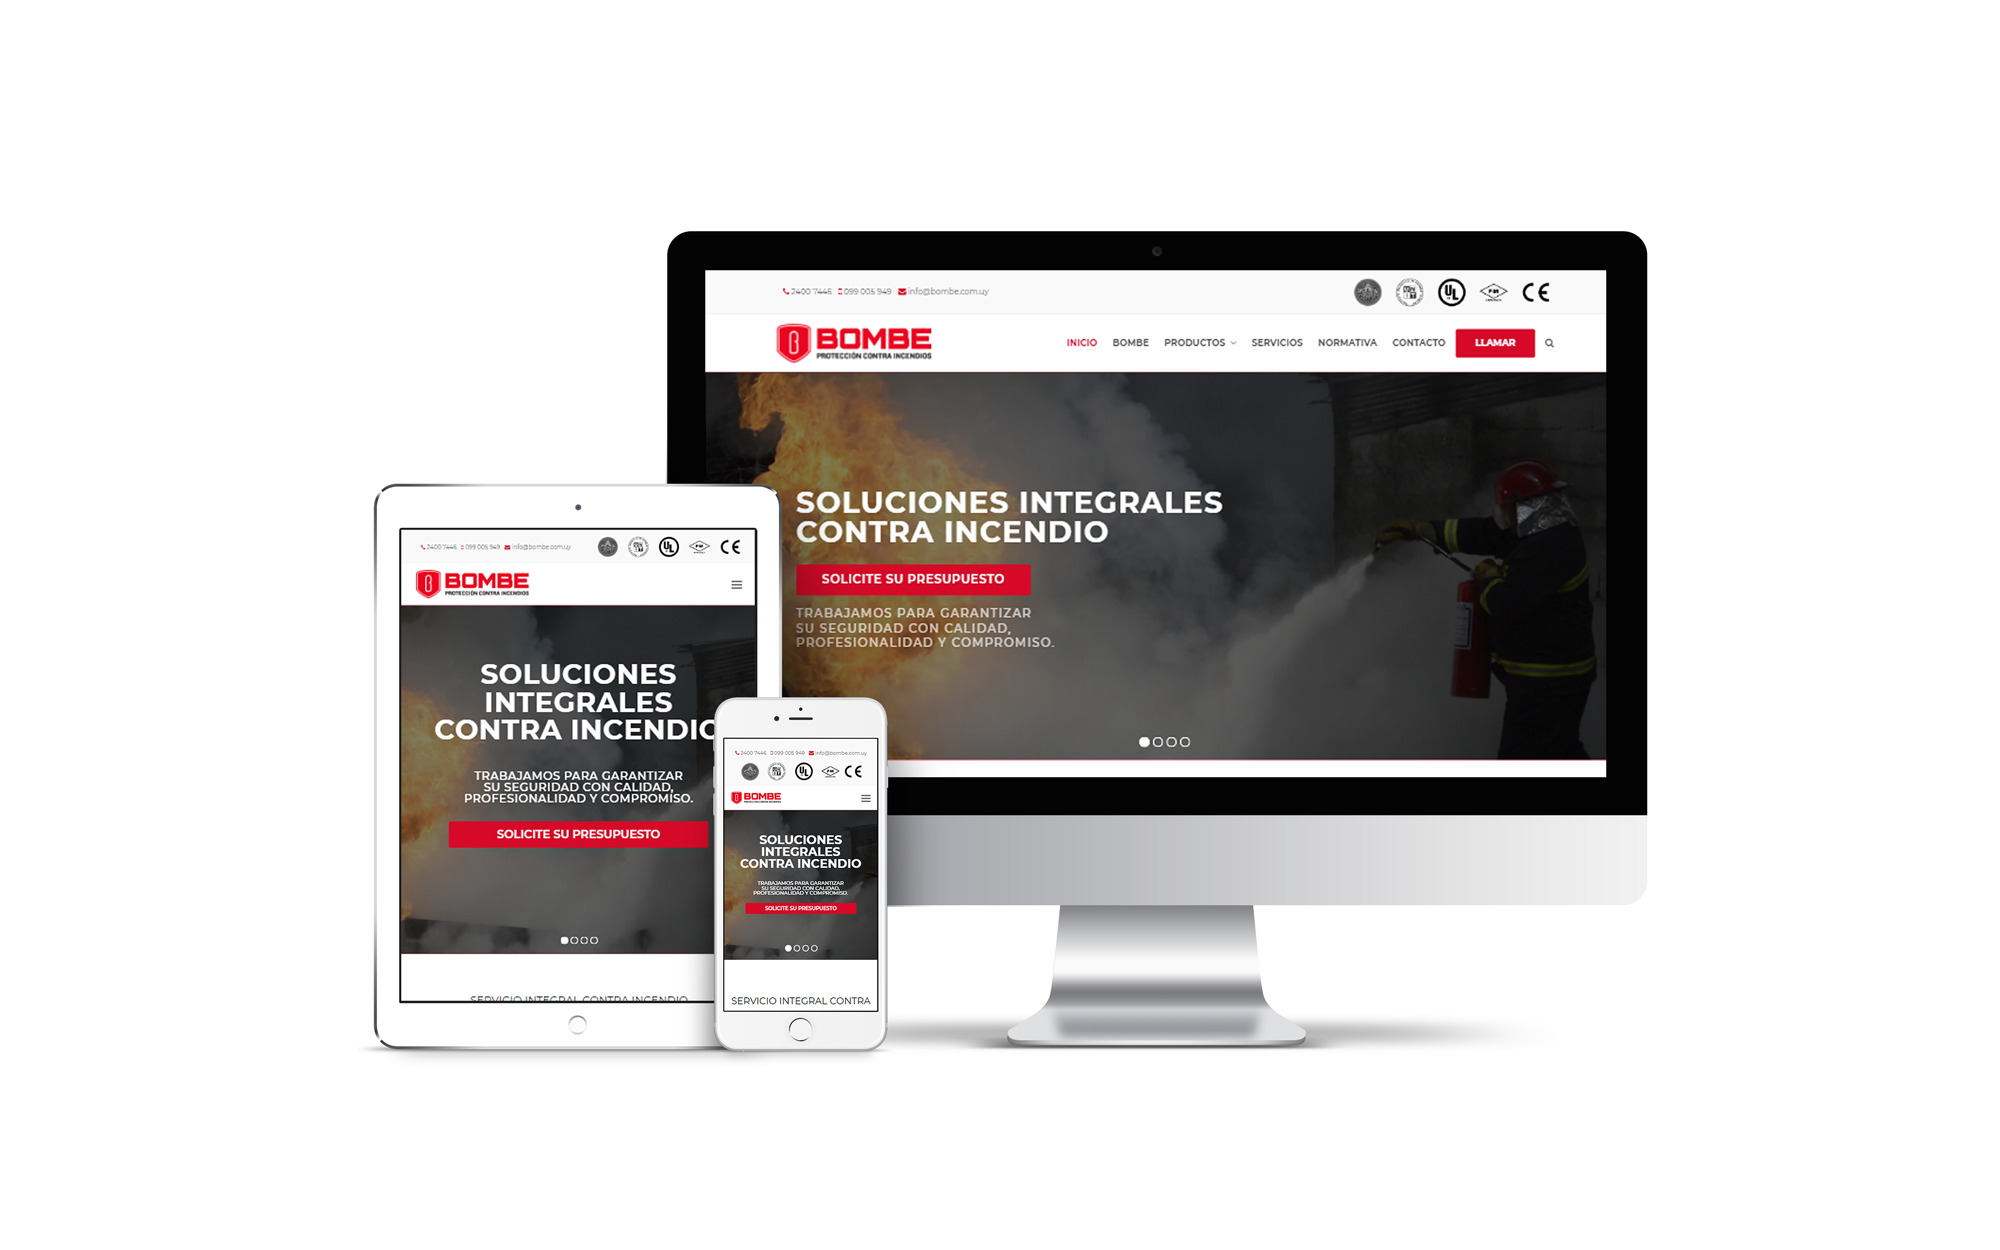 2400 7446 099 005 949 info@bombe.com.uy
UL CE
BOMBE
PROTECCIÓN CONTRA INCENDIOS
INICIO BOMBE PRODUCTOS SERVICIOS NORMATIVA CONTACTO LLAMAR
SOLUCIONES INTEGRALES
CONTRA INCENDIO
SOLICITE SU PRESUPUESTO
TRABAJAMOS PARA GARANTIZAR
SU SEGURIDAD CON CALIDAD,
PROFESIONALIDAD Y COMPROMISO.
2400 7446 099 005 949 info@bombe.com.uy
UL CE
BOMBE
PROTECCIÓN CONTRA INCENDIOS
SOLUCIONES
INTEGRALES
CONTRA INCENDIO
TRABAJAMOS PARA GARANTIZAR
SU SEGURIDAD CON CALIDAD,
PROFESIONALIDAD Y COMPROMISO.
SOLICITE SU PRESUPUESTO
SERVICIO INTEGRAL CONTRA INCENDIO
2400 7446 099 005 949 info@bombe.com.uy
UL CE
BOMBE
PROTECCIÓN CONTRA INCENDIOS
SOLUCIONES
INTEGRALES
CONTRA INCENDIO
TRABAJAMOS PARA GARANTIZAR
SU SEGURIDAD CON CALIDAD,
PROFESIONALIDAD Y COMPROMISO.
SOLICITE SU PRESUPUESTO
SERVICIO INTEGRAL CONTRA